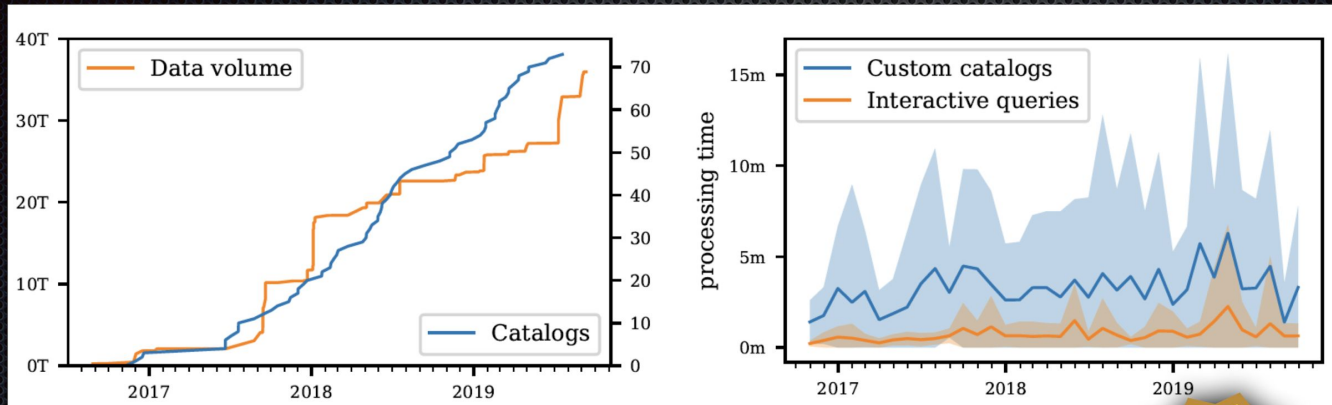 40T
30T
20T
10T
0T
Data volume
Catalogs
70
60
50
40
30
20
10
0
2017 2018 2019
processing time
15m
10m
5m
0m
Custom catalogs
Interactive queries
2017 2018 2019